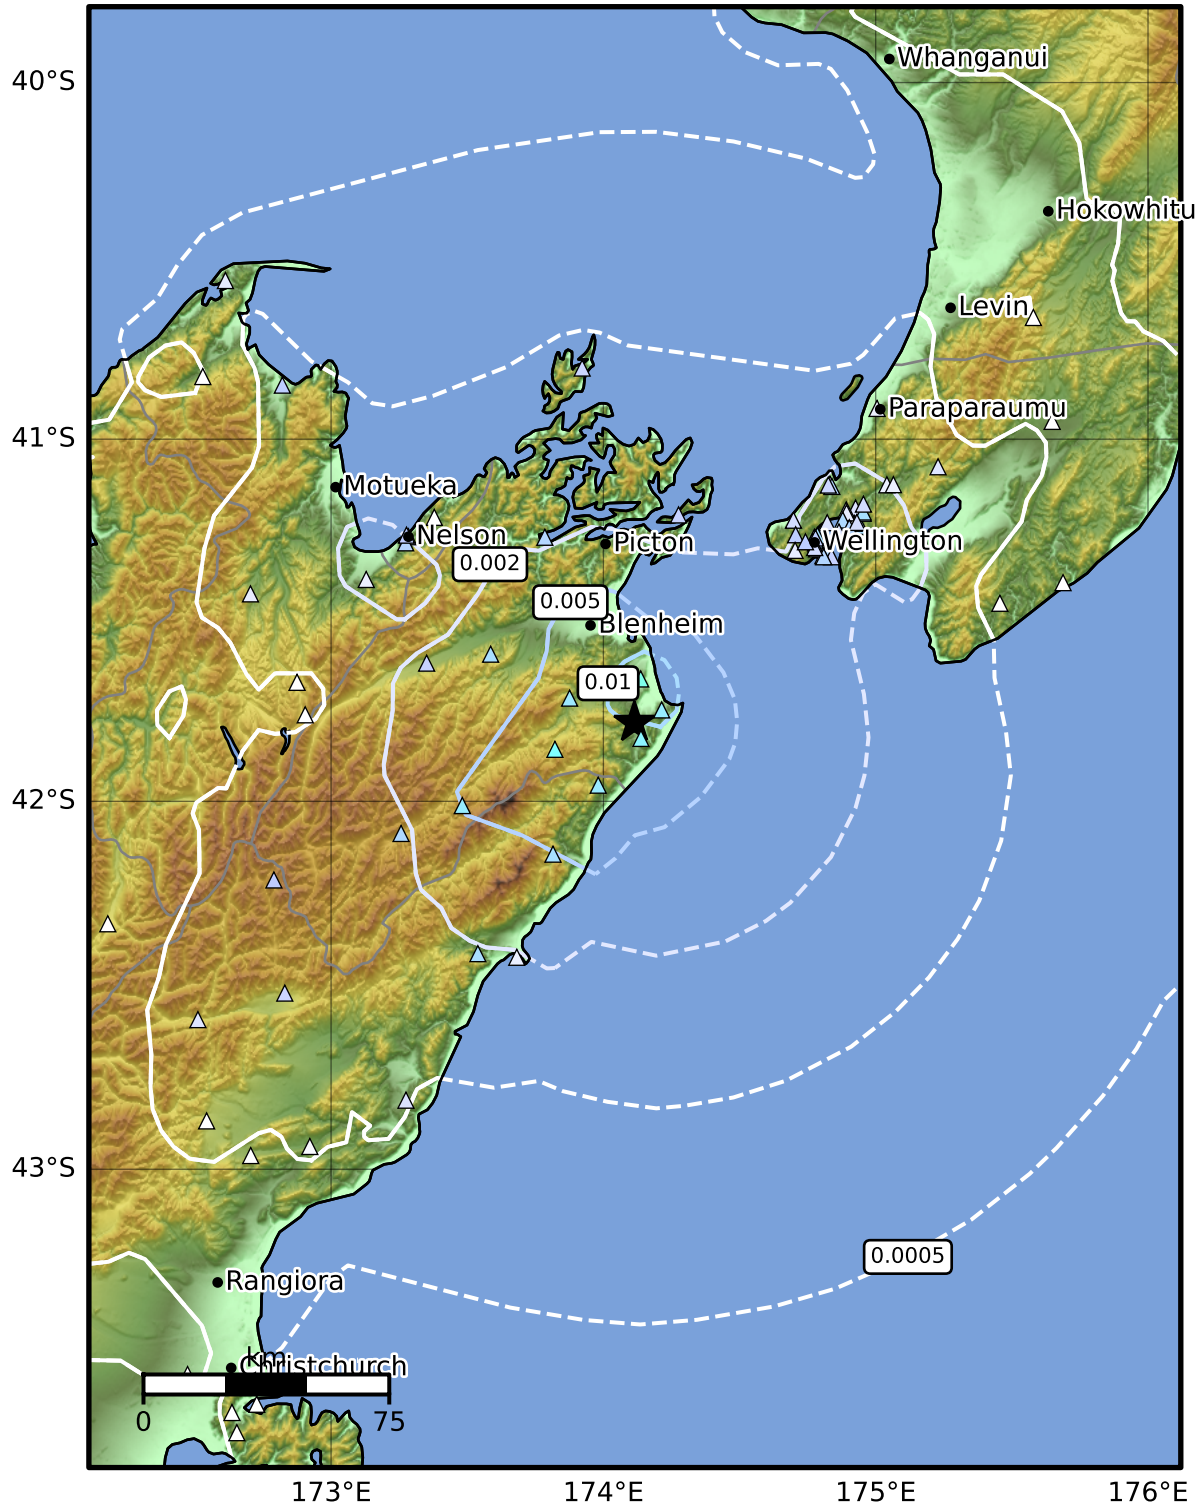 Whanganui
40°S
Hokowhitu
Levin
Paraparaumu
41°S
Motueka
Nelson
Picton
Wellington
0.002
0.005
Blenheim
0.01
42°S
43°S
0.0005
Rangiora
km
Christchurch
0
75
173°E
174°E
175°E
176°E